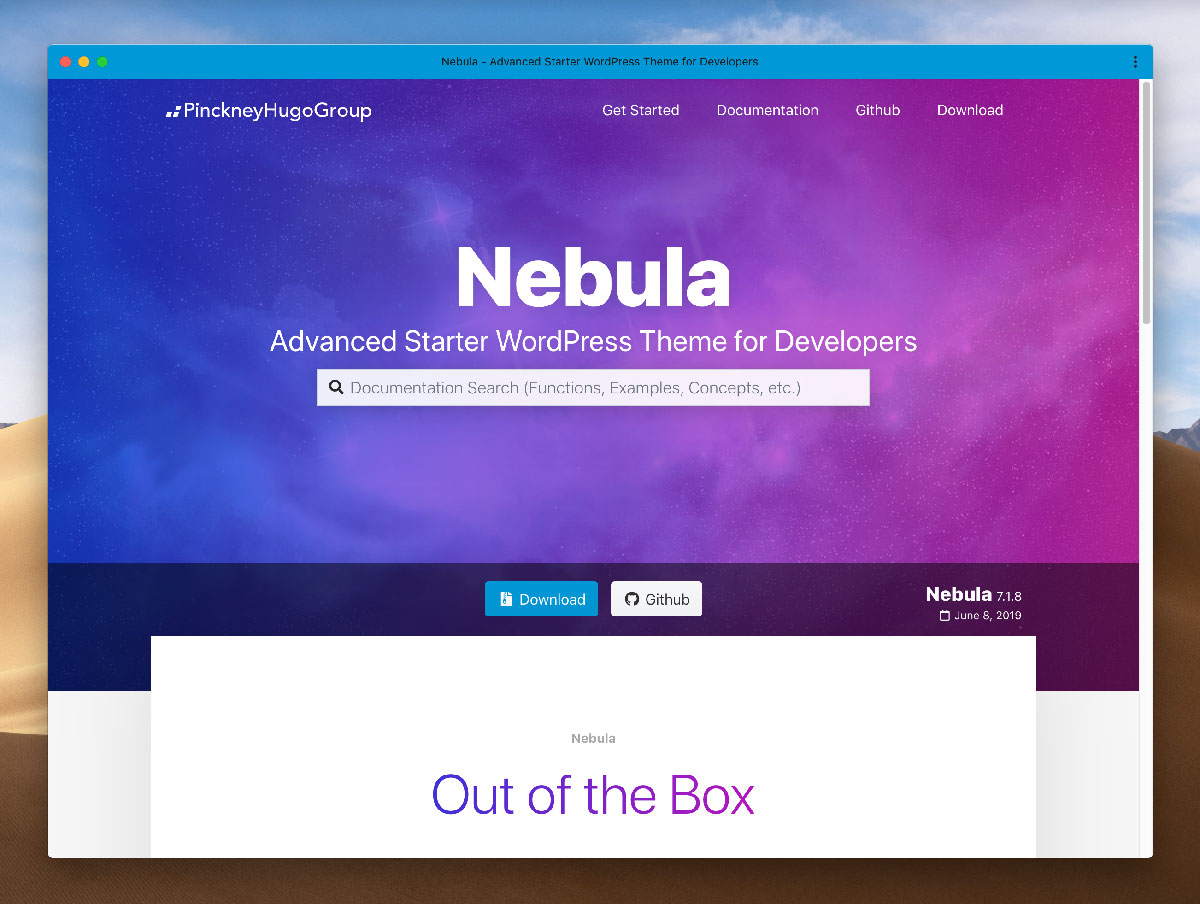 Nebula - Advanced Starter WordPress Theme for Developers
PinckneyHugoGroup
Get Started
Documentation
Github
Download
Nebula
Advanced Starter WordPress Theme for Developers
Documentation Search (Functions, Examples, Concepts, etc.)
Download
Github
Nebula 7.1.8
June 8, 2019
Nebula
Out of the Box